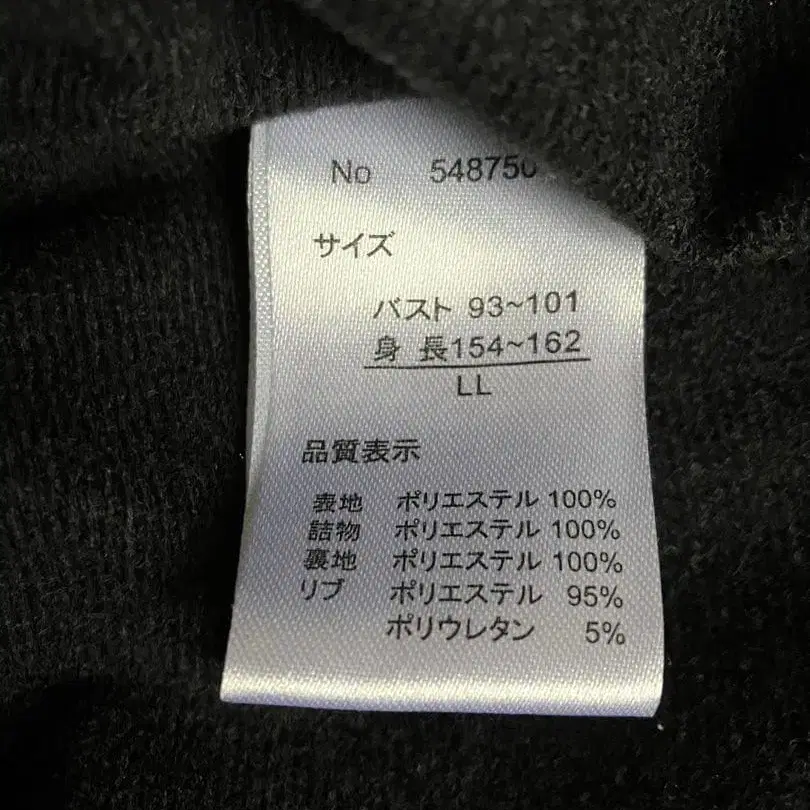 No 54875
サイズ
バスト 93~101
身 長154~162
LL
品質表示
表地 ポリエステル 100%
詰物 ポリエステル 100%
裏地 ポリエステル 100%
リブ ポリエステル 95%
ポリウレタン 5%